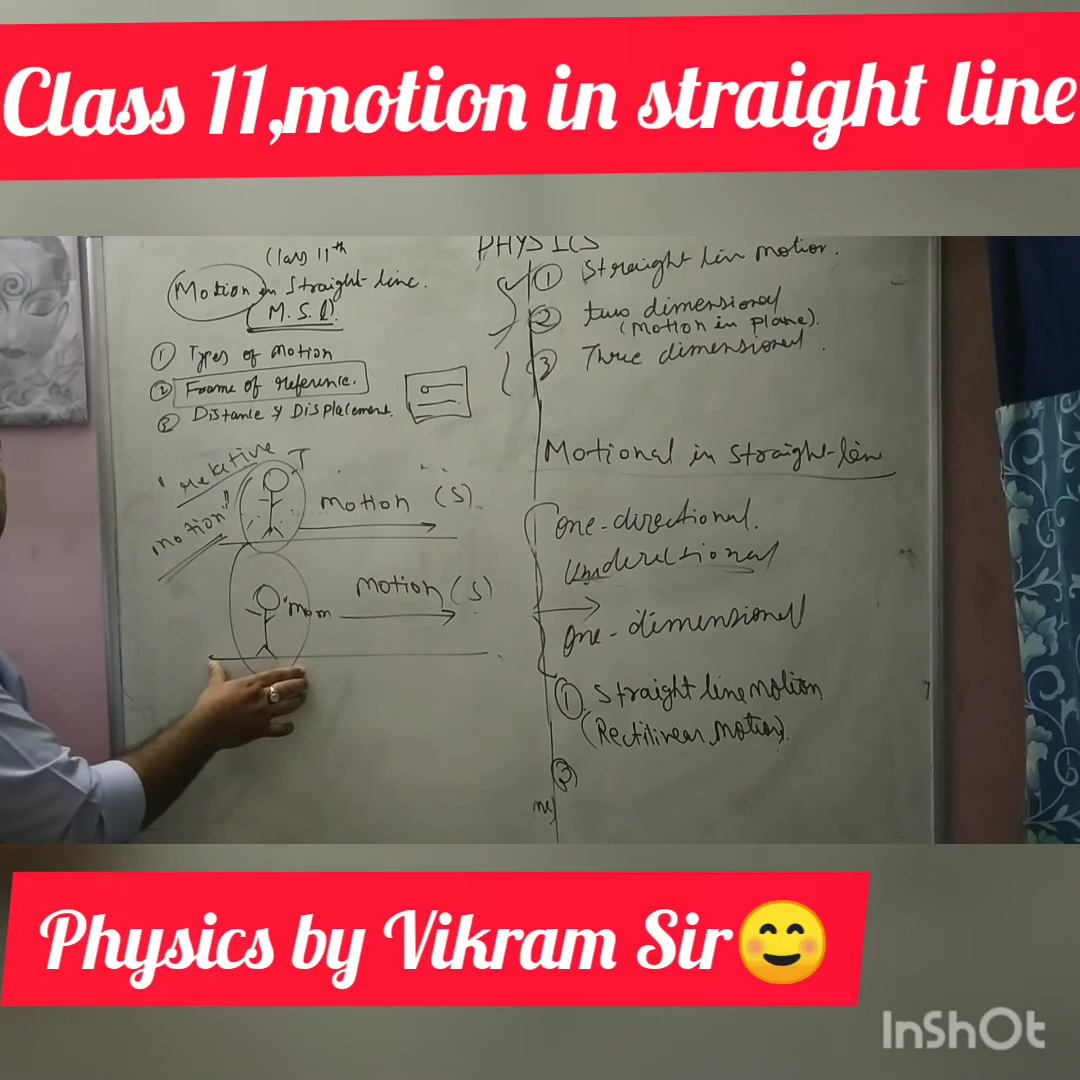 Class 11,motion in straight line
Class 11th
Motion in Straight-line.
M.S.L
① Types of motion
② Frame of reference.
③ Distance & Displacement.
"relative
motion"
T
motion (S).
mom
motion (S)
PHYSICS
① Straight lin motion.
② two dimensional
(motion in plane).
③ Three dimensional.
Motional in straight-line
one-directional.
one-dimensional
① straight line motion
(Rectilinear motion).
②
Physics by Vikram Sir😊
InShOt